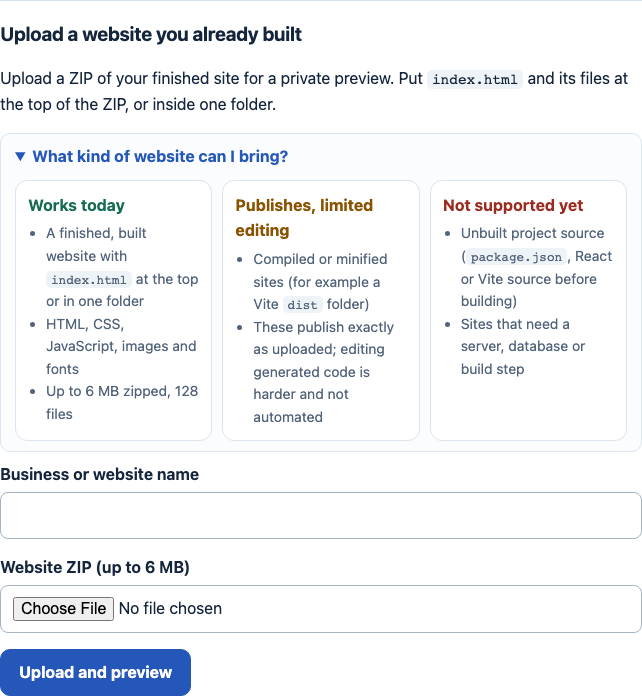 Upload a website you already built
Upload a ZIP of your finished site for a private preview. Put index.html and its files at
the top of the ZIP, or inside one folder.
▼ What kind of website can I bring?
Works today
• A finished, built
website with
index.html at the top
or in one folder
• HTML, CSS,
JavaScript, images and
fonts
• Up to 6 MB zipped, 128
files
Publishes, limited
editing
• Compiled or minified
sites (for example a
Vite dist folder)
• These publish exactly
as uploaded; editing
generated code is
harder and not
automated
Not supported yet
• Unbuilt project source
(package.json, React
or Vite source before
building)
• Sites that need a
server, database or
build step
Business or website name
Website ZIP (up to 6 MB)
Choose File No file chosen
Upload and preview